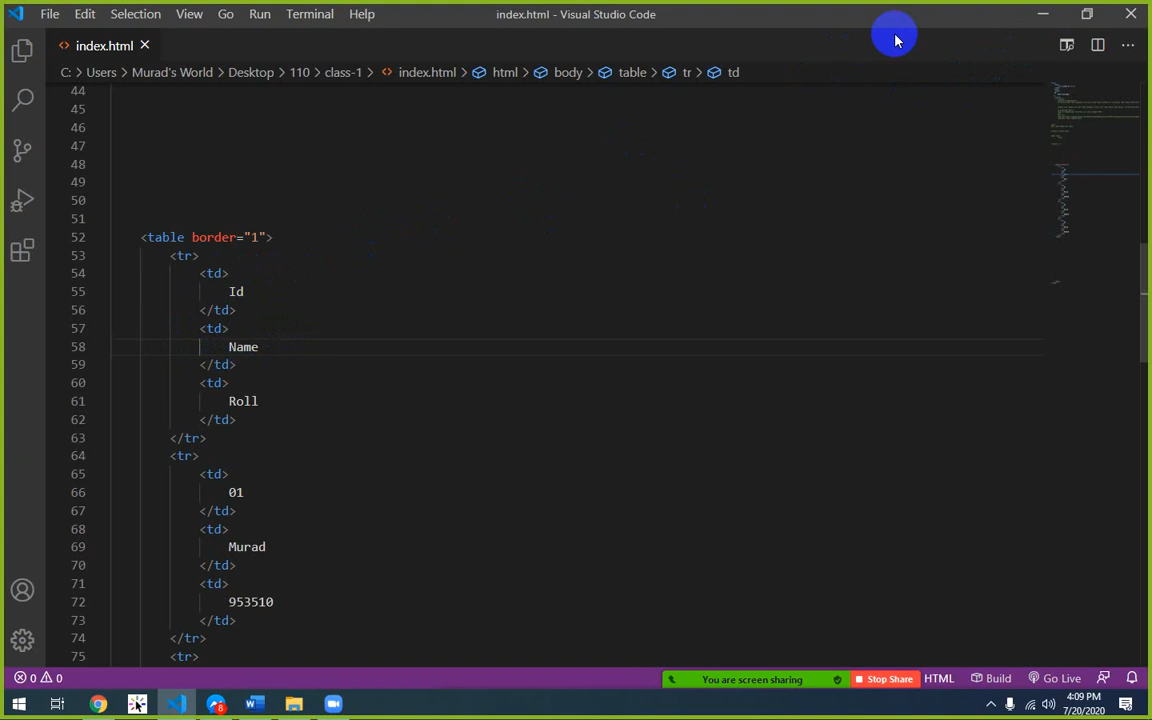 File Edit Selection View Go Run Terminal Help index.html - Visual Studio Code
index.html
C: > Users > Murad's World > Desktop > 110 > class-1 > index.html > html > body > table > tr > td
44
45
46
47
48
49
50
51
52 <table border="1">
53 <tr>
54 <td>
55 Id
56 </td>
57 <td>
58 Name
59 </td>
60 <td>
61 Roll
62 </td>
63 </tr>
64 <tr>
65 <td>
66 01
67 </td>
68 <td>
69 Murad
70 </td>
71 <td>
72 953510
73 </td>
74 </tr>
75 <tr>
0 0 You are screen sharing Stop Share HTML Build Go Live
8 4:09 PM
7/20/2020